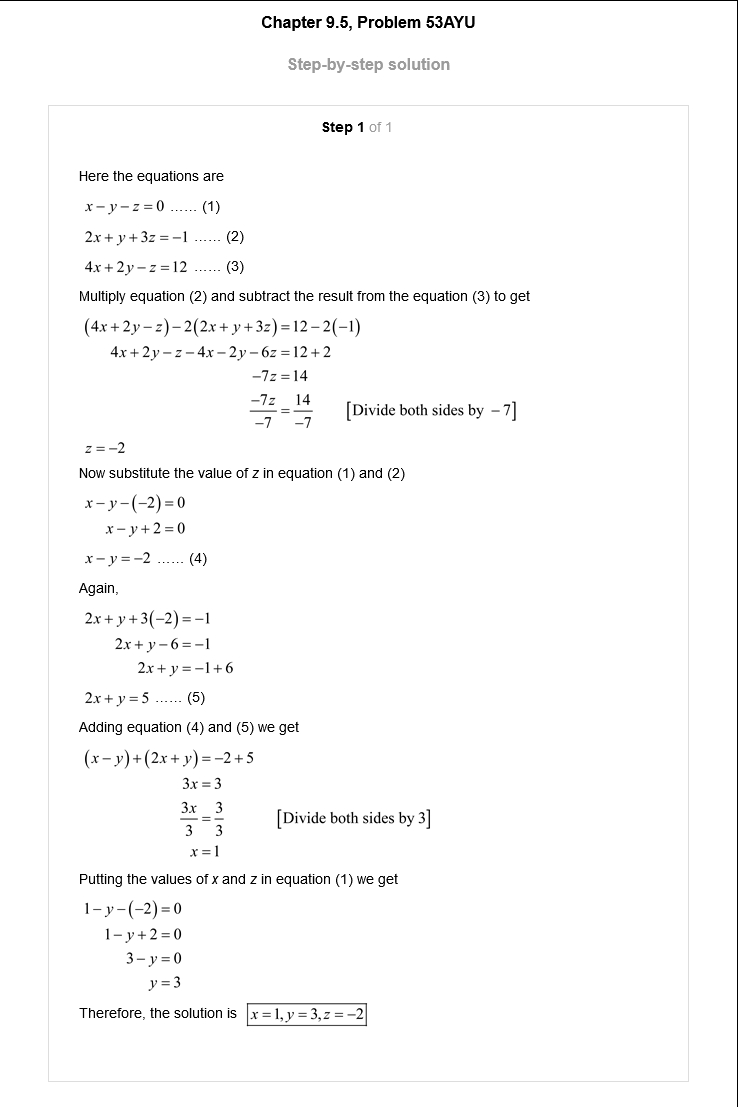 Chapter 9.5, Problem 53AYU
Step-by-step solution
Step 1 of 1
Here the equations are
x − y − z = 0 ...... (1)
2x + y + 3z = −1 ...... (2)
4x + 2y − z = 12 ...... (3)
Multiply equation (2) and subtract the result from the equation (3) to get
(4x + 2y − z) − 2(2x + y + 3z) = 12 − 2(−1)
4x + 2y − z − 4x − 2y − 6z = 12 + 2
−7z = 14
−7z/−7 = 14/−7 [Divide both sides by −7]
z = −2
Now substitute the value of z in equation (1) and (2)
x − y − (−2) = 0
x − y + 2 = 0
x − y = −2 ...... (4)
Again,
2x + y + 3(−2) = −1
2x + y − 6 = −1
2x + y = −1 + 6
2x + y = 5 ...... (5)
Adding equation (4) and (5) we get
(x − y) + (2x + y) = −2 + 5
3x = 3
3x/3 = 3/3 [Divide both sides by 3]
x = 1
Putting the values of x and z in equation (1) we get
1 − y − (−2) = 0
1 − y + 2 = 0
3 − y = 0
y = 3
Therefore, the solution is x = 1, y = 3, z = −2